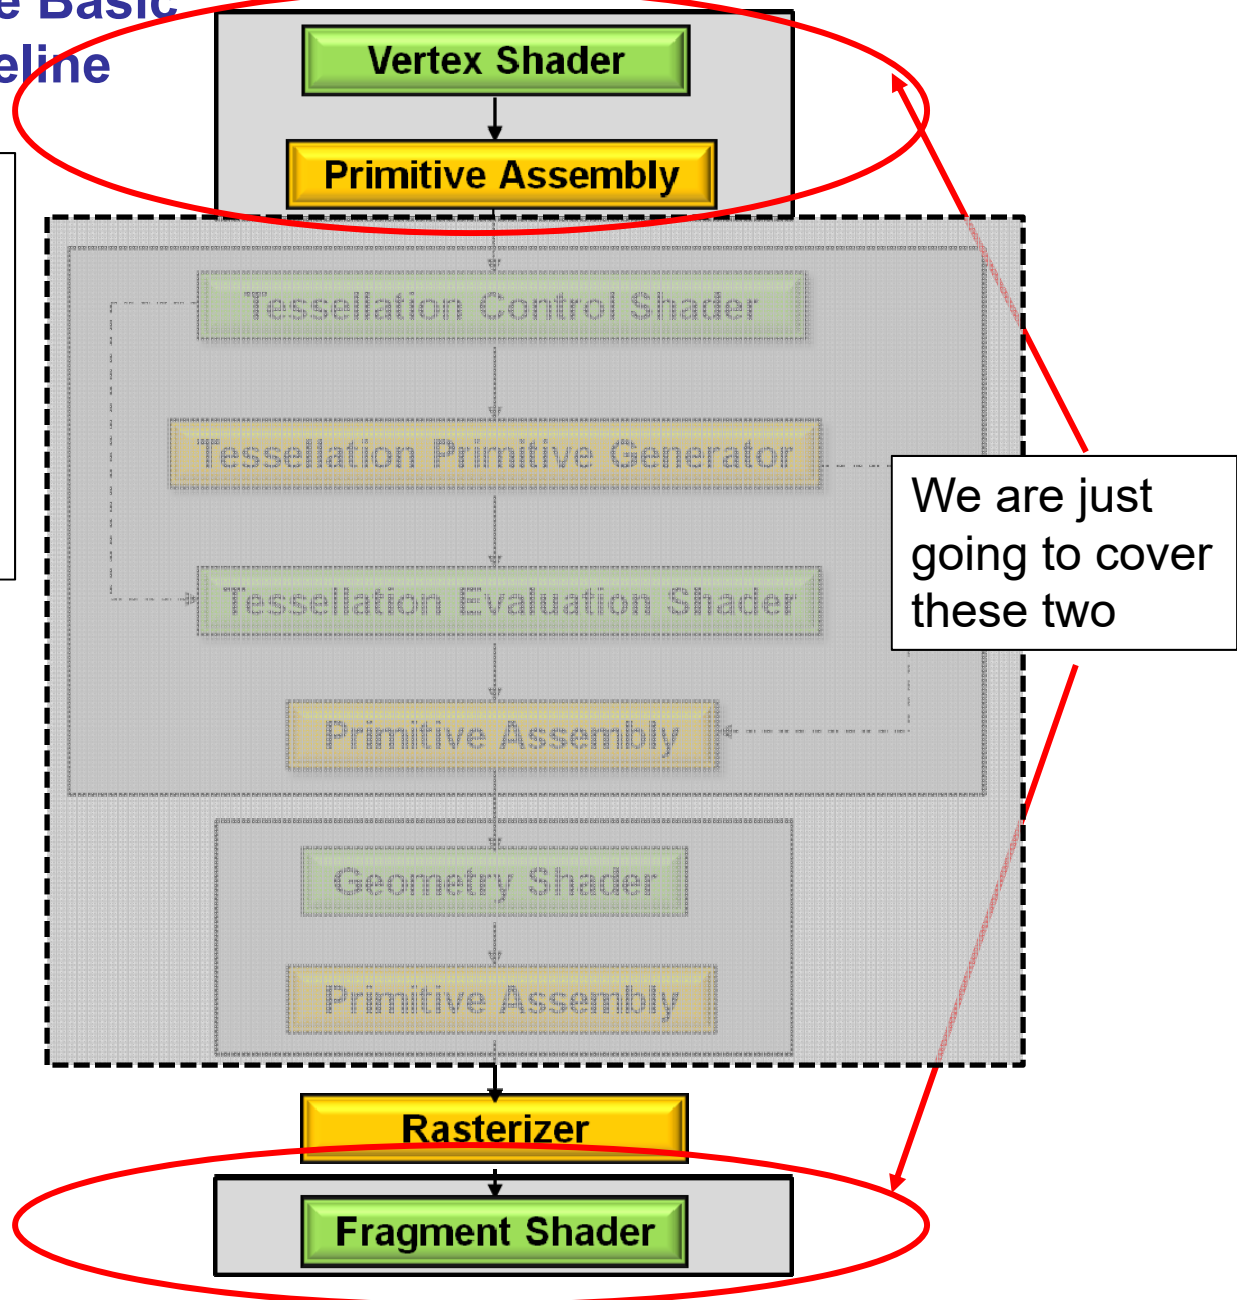 e Basic
eline
Vertex Shader
Primitive Assembly
Tessellation Control Shader
Tessellation Primitive Generator
We are just
going to cover
these two
Tessellation Evaluation Shader
Primitive Assembly
Geometry Shader
Primitive Assembly
Rasterizer
Fragment Shader